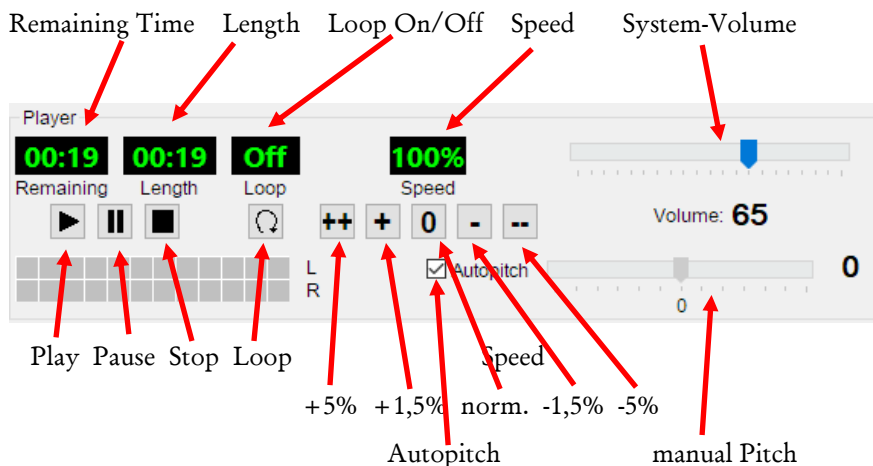 Remaining Time Length Loop On/Off Speed System-Volume
Player
00:19 00:19 Off 100%
Remaining Length Loop Speed
++ + 0 - -- Volume: 65
L Autopitch 0
R 0
Play Pause Stop Loop Speed
+5% +1,5% norm. -1,5% -5%
Autopitch manual Pitch